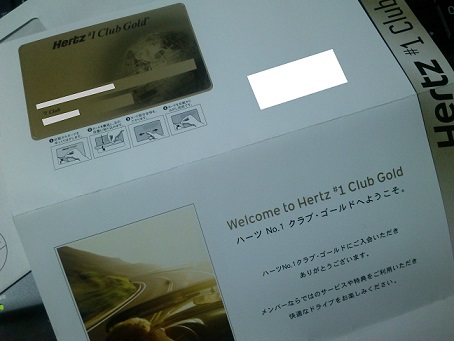 Hertz #1 Club Gold
Hertz #1 Club Gold
Welcome to Hertz #1 Club Gold
ハーツ No.1 クラブ・ゴールドへようこそ。
ハーツNo.1クラブ・ゴールドにご入会いただき
ありがとうございます。
メンバーならではのサービスや特典をご利用いただき
快適なドライブをお楽しみください。